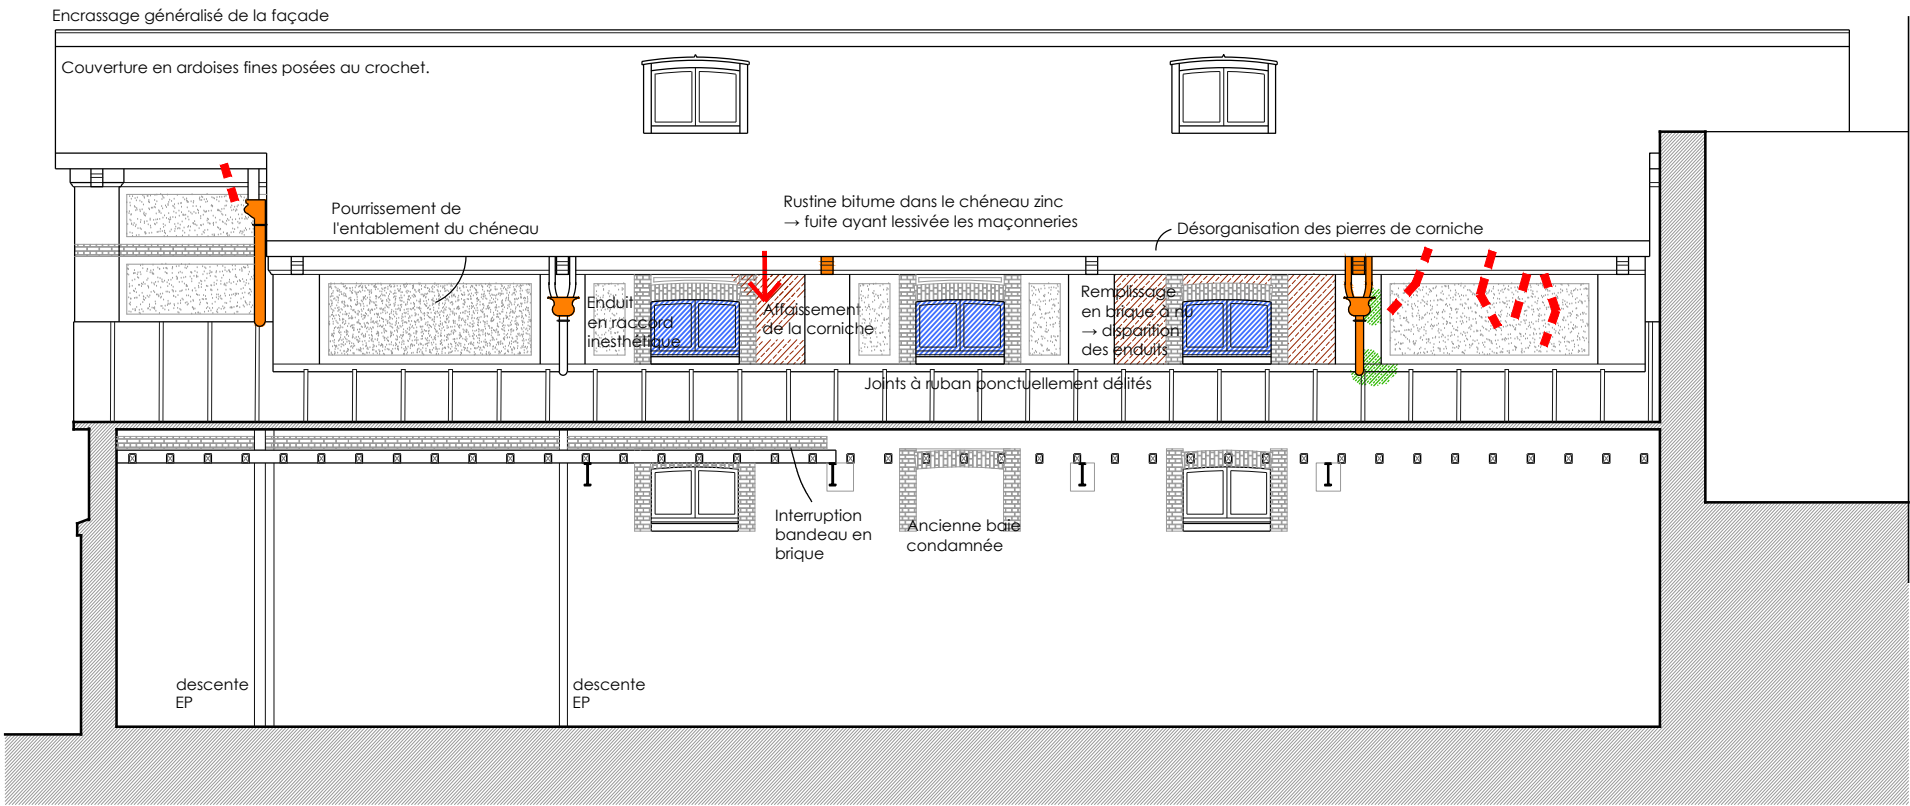 Encrassage généralisé de la façade
Couverture en ardoises fines posées au crochet.
Pourrissement de
l'entablement du chéneau
Rustine bitume dans le chéneau zinc
→ fuite ayant lessivée les maçonneries
Désorganisation des pierres de corniche
Enduit
en raccord
inesthétique
Affaissement
de la corniche
Remplissage
en brique à nu
→ disparition
des enduits
Joints à ruban ponctuellement délités
Interruption
bandeau en
brique
Ancienne baie
condamnée
descente
EP
descente
EP